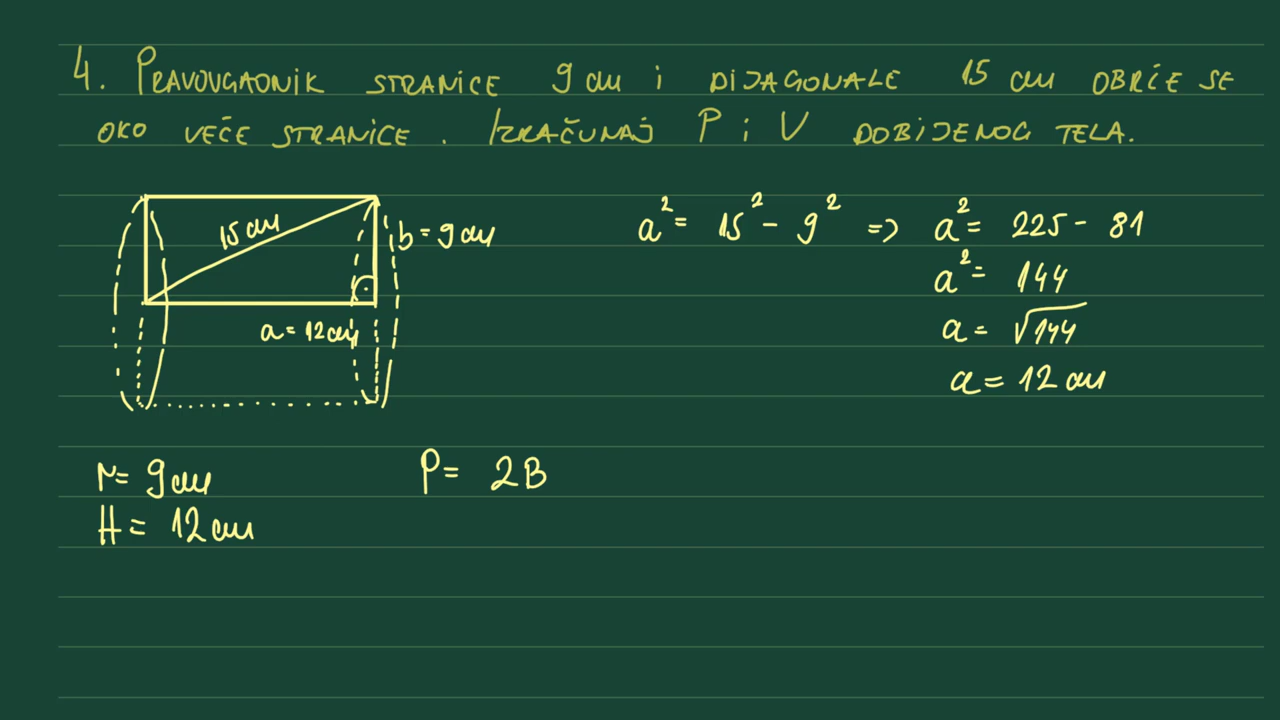 4. PRAVOUGAONIK STRANICE 9 cm i DIJAGONALE 15 cm OBRĆE SE
OKO VEĆE STRANICE. IZRAČUNAJ P i V DOBIJENOG TELA.
15 cm
b = 9 cm
a = 12 cm
a² = 15² - 9² => a² = 225 - 81
a² = 144
a = √144
a = 12 cm
r = 9 cm
H = 12 cm
P = 2B